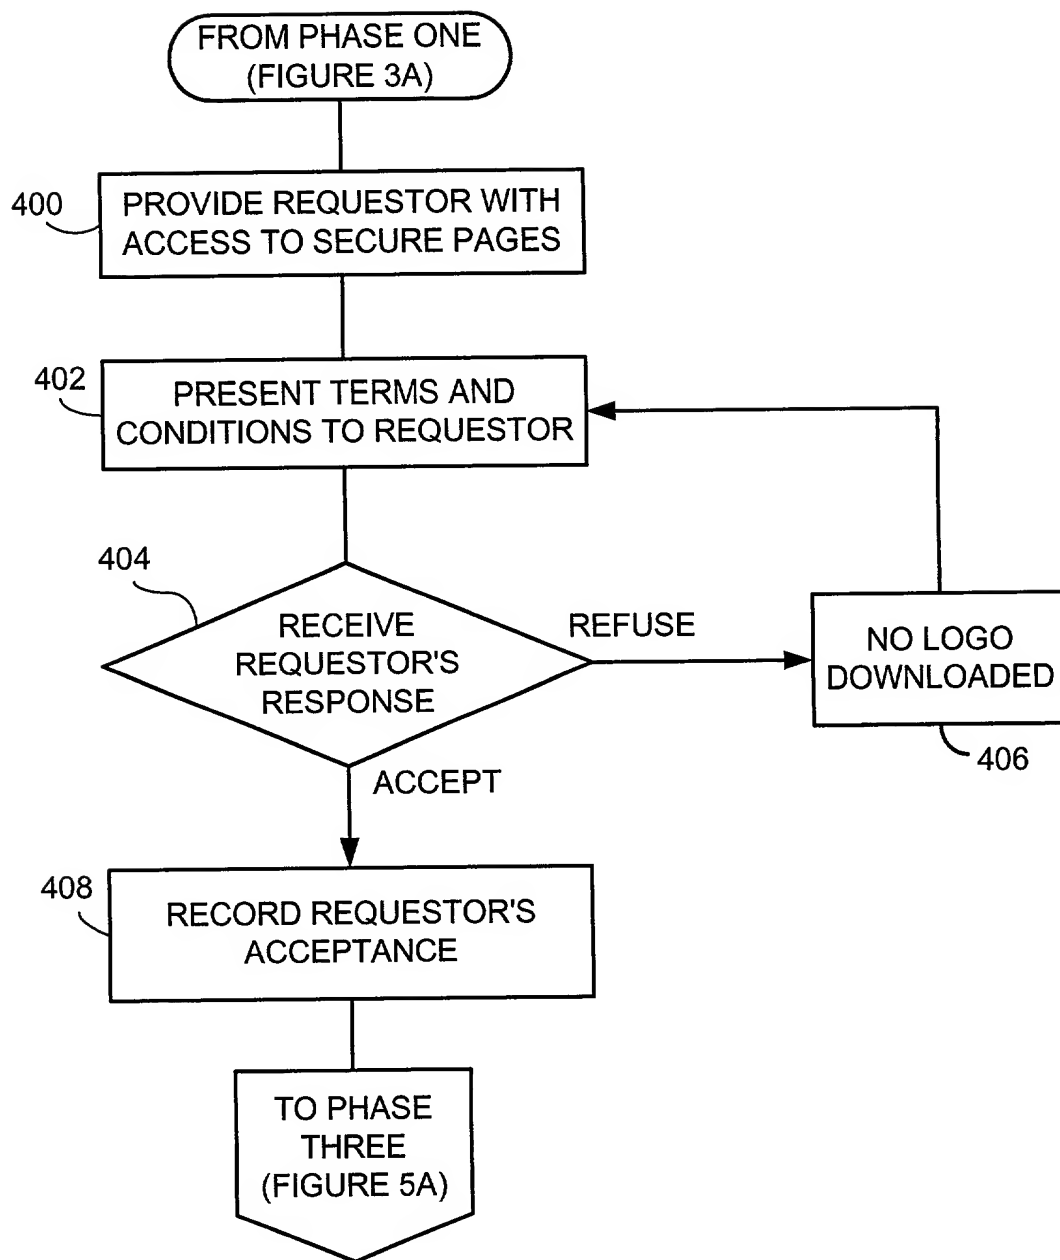 FROM PHASE ONE
(FIGURE 3A)
400
PROVIDE REQUESTOR WITH
ACCESS TO SECURE PAGES
402
PRESENT TERMS AND
CONDITIONS TO REQUESTOR
404
RECEIVE
REQUESTOR'S
RESPONSE
REFUSE
NO LOGO
DOWNLOADED
406
ACCEPT
408
RECORD REQUESTOR'S
ACCEPTANCE
TO PHASE
THREE
(FIGURE 5A)